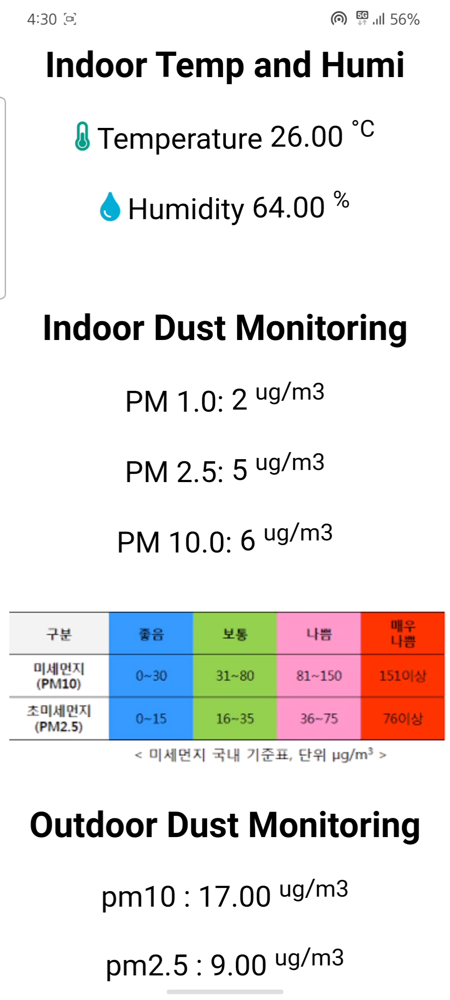 4:30 5G 56%
Indoor Temp and Humi
Temperature 26.00 °C
Humidity 64.00 %
Indoor Dust Monitoring
PM 1.0: 2 ug/m3
PM 2.5: 5 ug/m3
PM 10.0: 6 ug/m3
구분 좋음 보통 나쁨 매우 나쁨
미세먼지 (PM10) 0~30 31~80 81~150 151이상
초미세먼지 (PM2.5) 0~15 16~35 36~75 76이상
< 미세먼지 국내 기준표, 단위 μg/m³ >
Outdoor Dust Monitoring
pm10 : 17.00 ug/m3
pm2.5 : 9.00 ug/m3